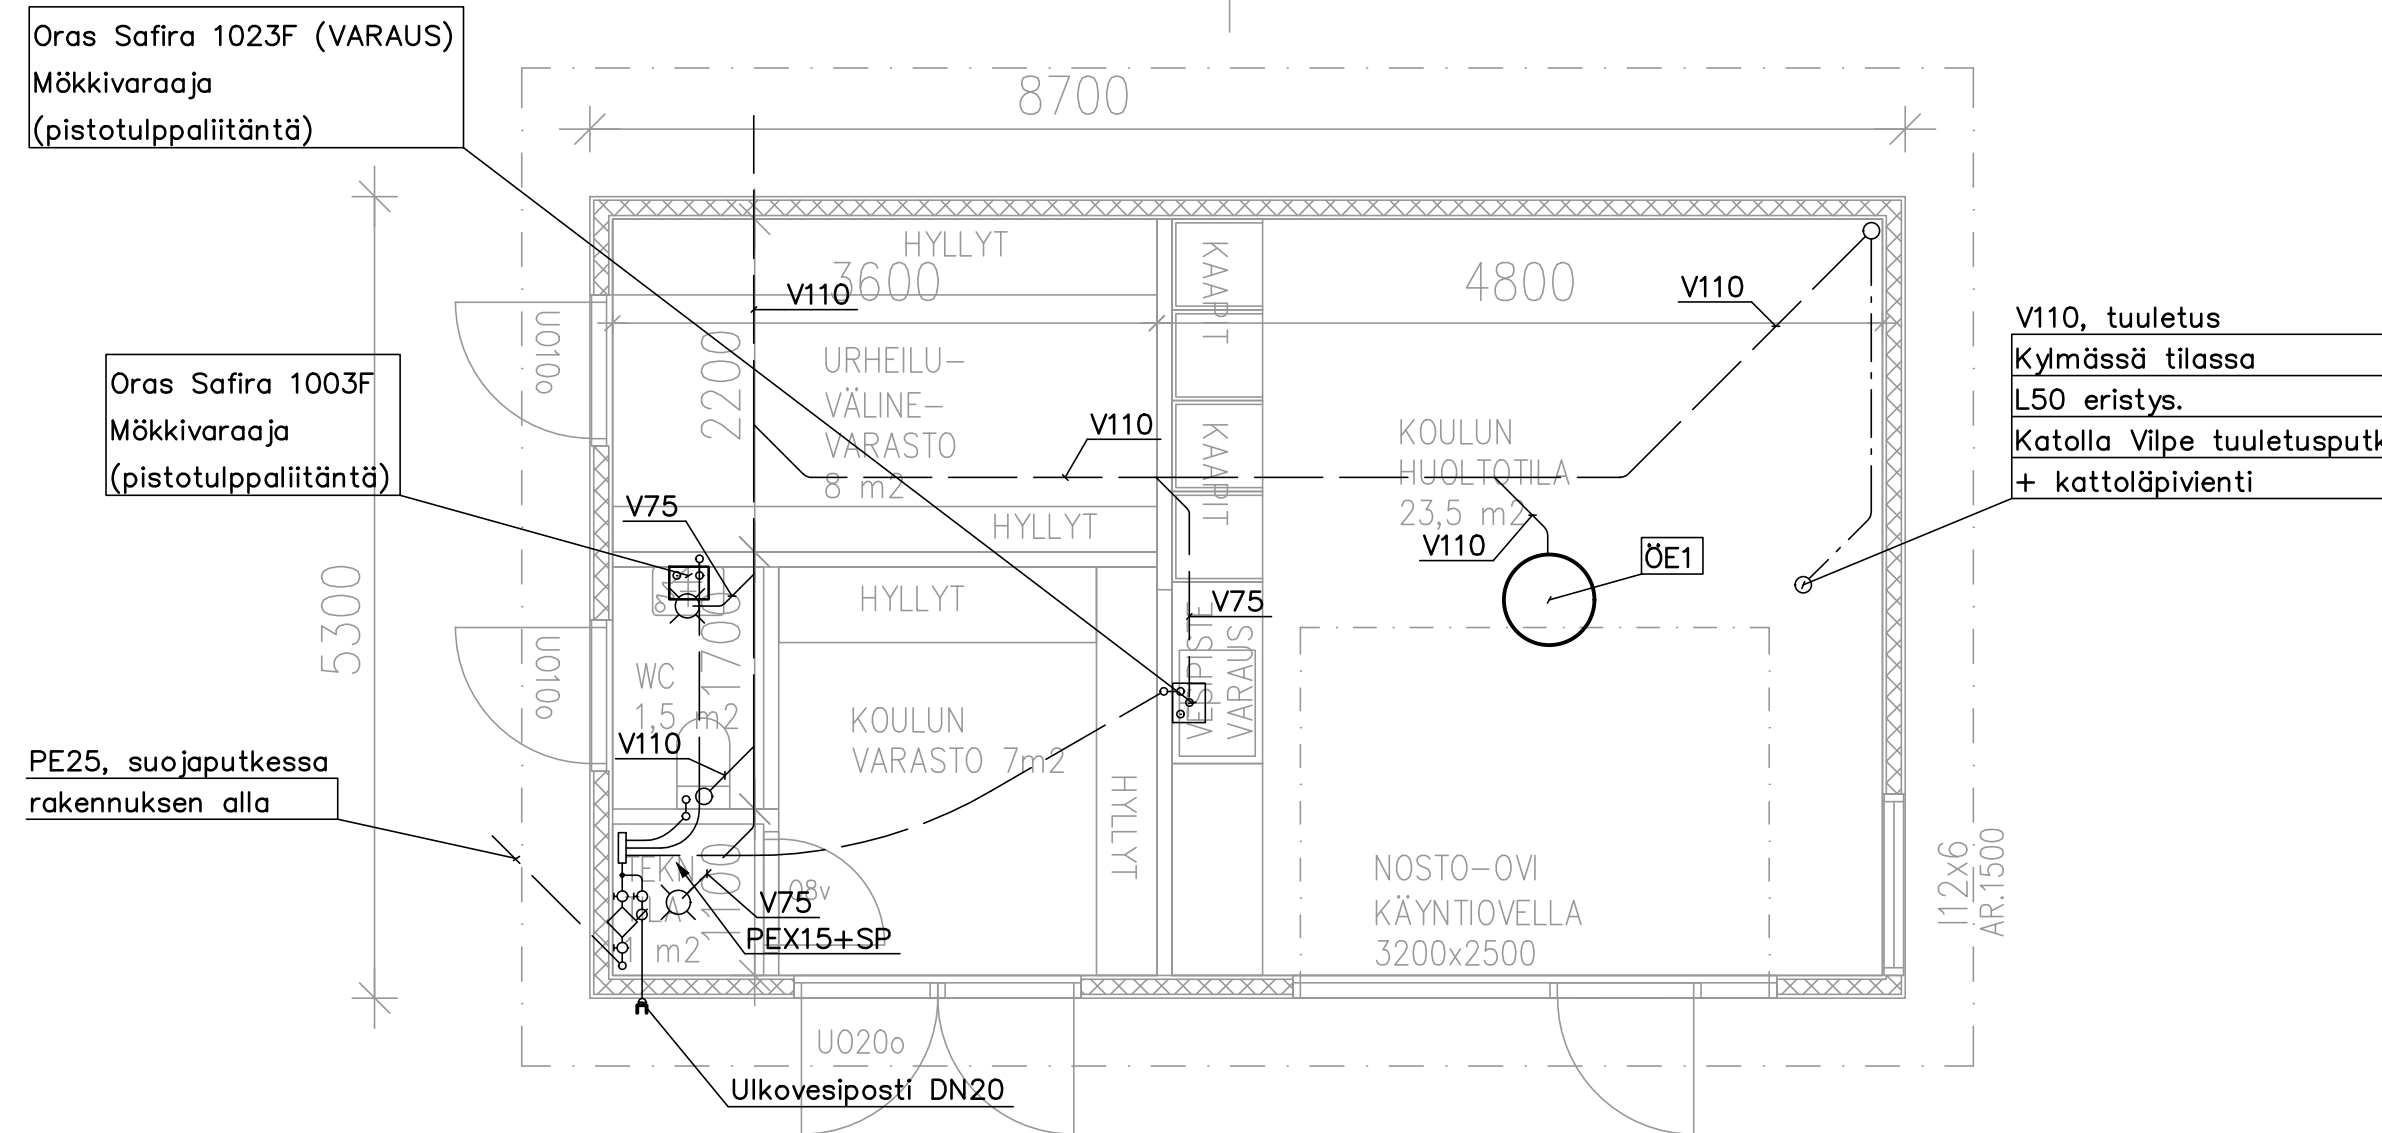 Oras Safira 1023F (VARAUS)
Mökkivaraaja
(pistotulppaliitäntä)
8700
HYLLYT
3600
4800
KAAPIT
V110
V110
V110, tuuletus
Kylmässä tilassa
L50 eristys.
Katolla Vilpe tuuletusputk
+ kattoläpivienti
U010o
2200
URHEILU-
VÄLINE-
VARASTO
8 m2
Oras Safira 1003F
Mökkivaraaja
(pistotulppaliitäntä)
V110
KAAPIT
KOULUN
HUOLTOTILA
23,5 m2
V75
HYLLYT
V110
ÖE1
5300
HYLLYT
V75
1700
U010o
WC
1,5 m2
VESIPISTE
VARAUS
V110
KOULUN
VARASTO 7m2
PE25, suojaputkessa
rakennuksen alla
HYLLYT
1100
1 m2
08v
V75
PEX15+SP
NOSTO-OVI
KÄYNTIOVELLA
3200x2500
I12x6
AR.1500
U020o
Ulkovesiposti DN20